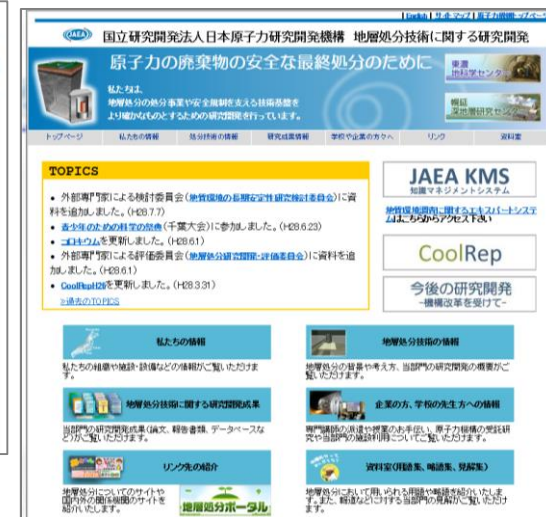 English | サイトマップ | 原子力機構トップページ
(JAEA) 国立研究開発法人日本原子力研究開発機構 地層処分技術に関する研究開発
原子力の廃棄物の安全な最終処分のために
私たちは、
地層処分の処分事業や安全規制を支える技術基盤を
より確かなものとするための研究開発を行っています。
東濃
地科学センター
幌延
深地層研究センター
トップページ 私たちの情報 処分技術の情報 研究成果情報 学校や企業の方々へ リンク 資料室
TOPICS
• 外部専門家による検討委員会(地質環境の長期安定性研究検討委員会)に資
料を追加しました。(H28.7.7)
• 青少年のための科学の祭典(千葉大会)に参加しました。(H28.6.23)
• コロキウムを更新しました。(H28.6.1)
• 外部専門家による評価委員会(地層処分研究開発・評価委員会)に資料を追
加しました。(H28.6.1)
• CoolRepH26を更新しました。(H28.3.31)
≥過去のTOPICS
JAEA KMS
知識マネジメントシステム
地質環境調査に関するエキスパートシステ
ムはこちらからアクセス下さい
CoolRep
今後の研究開発
-機構改革を受けて-
私たちの情報
私たちの組織や施設・設備などの情報がご覧いただけま
す。
地層処分技術の情報
地層処分の背景や考え方、当部門の研究開発の概要がご
覧いただけます。
地層処分技術に関する研究開発成果
当部門の研究開発成果(論文、報告書類、データベースな
ど)がご覧いただけます。
企業の方、学校の先生方への情報
専門講師の派遣や授業のお手伝い、原子力機構の受託研
究や当部門の施設利用についてご覧いただけます。
リンク先の紹介
地層処分についてのサイトや
国内外の関係機関のサイトを
紹介いたします。
地層処分ポータル
資料室(用語集、略語集、見解集)
地層処分において用いられる用語や略語を紹介いたしま
す。また、報道などに対する当部門の見解がご覧いただけ
ます。